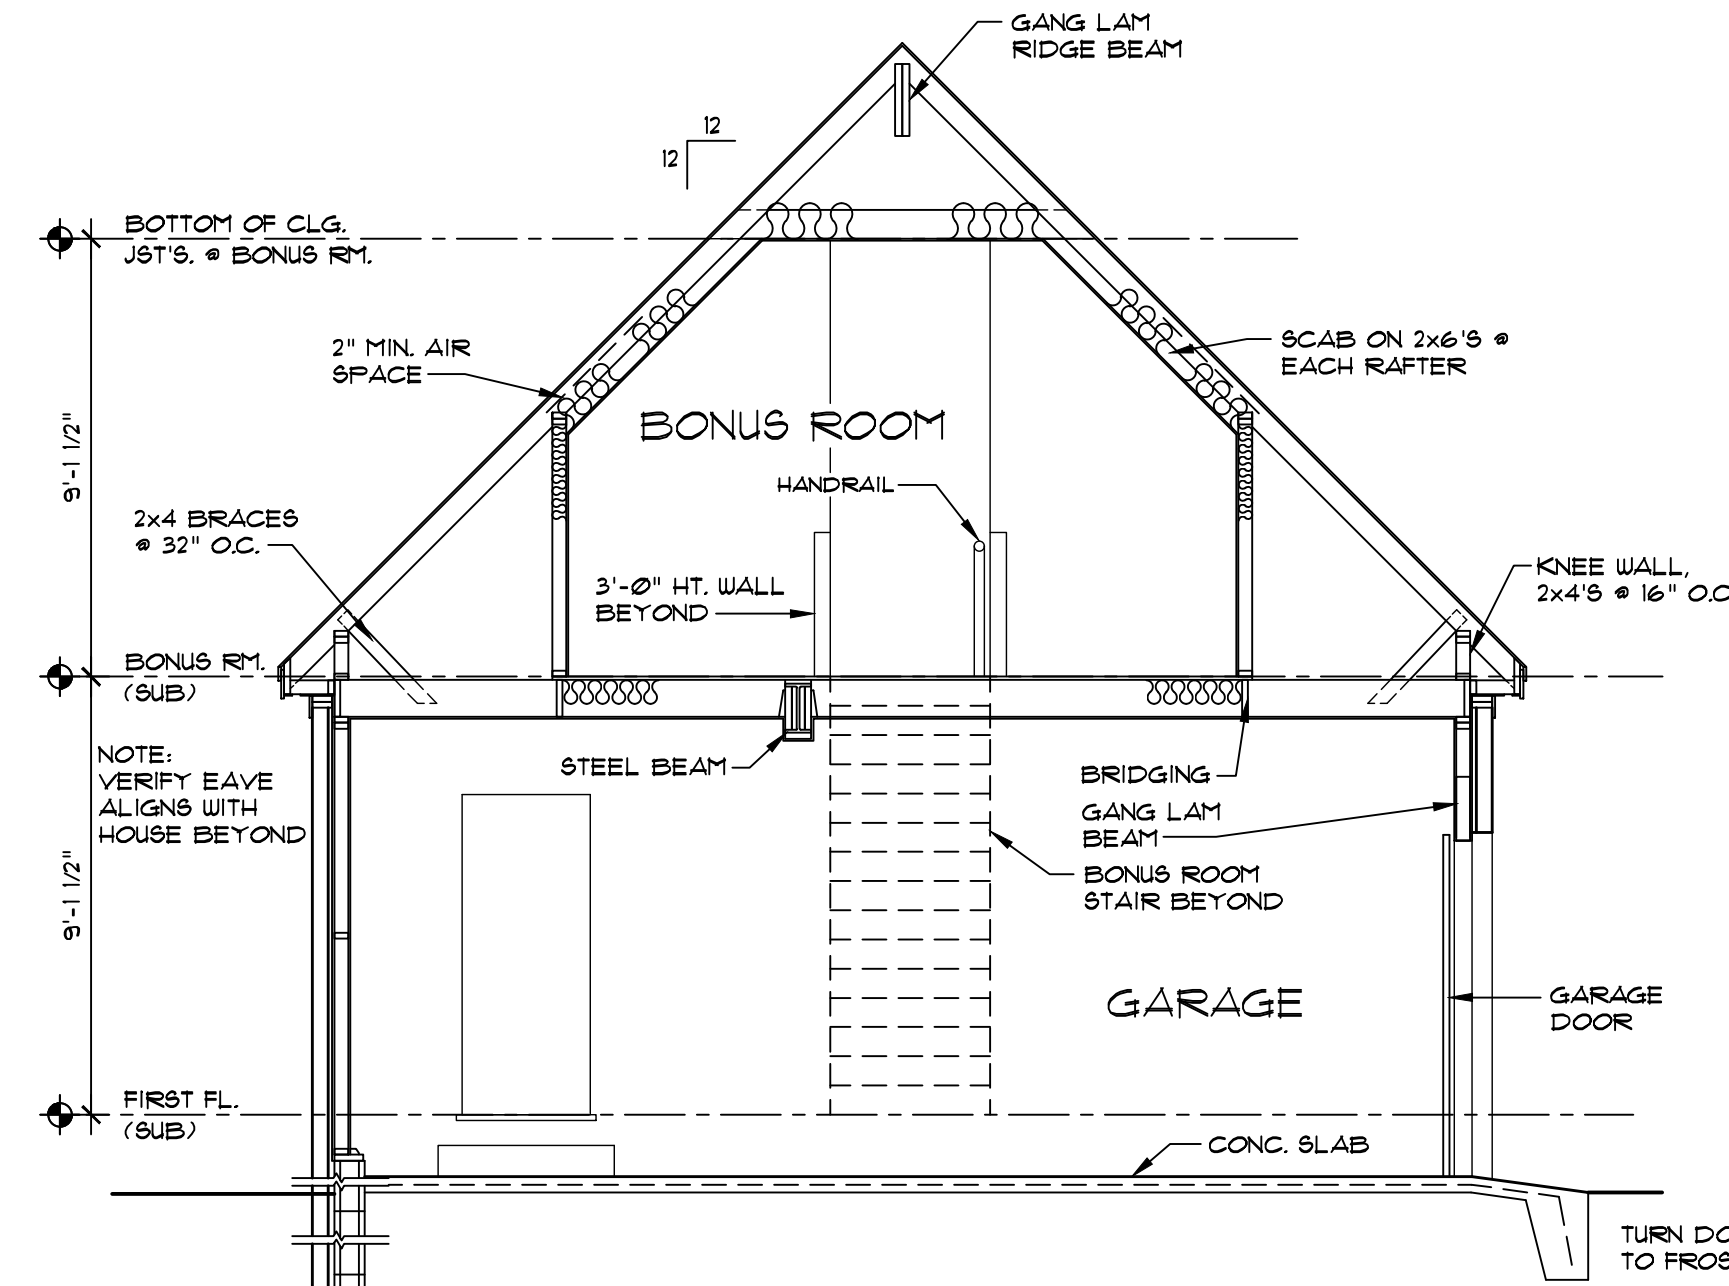 GANG LAM
RIDGE BEAM
12
12
BOTTOM OF CLG.
JST'S. @ BONUS RM.
2" MIN. AIR
SPACE
SCAB ON 2x6'S @
EACH RAFTER
BONUS ROOM
9'-1 1/2"
HANDRAIL
2x4 BRACES
@ 32" O.C.
KNEE WALL,
2x4'S @ 16" O.C
3'-0" HT. WALL
BEYOND
BONUS RM.
(SUB)
NOTE:
VERIFY EAVE
ALIGNS WITH
HOUSE BEYOND
STEEL BEAM
BRIDGING
GANG LAM
BEAM
BONUS ROOM
STAIR BEYOND
9'-1 1/2"
GARAGE
GARAGE
DOOR
FIRST FL.
(SUB)
CONC. SLAB
TURN DO
TO FROS